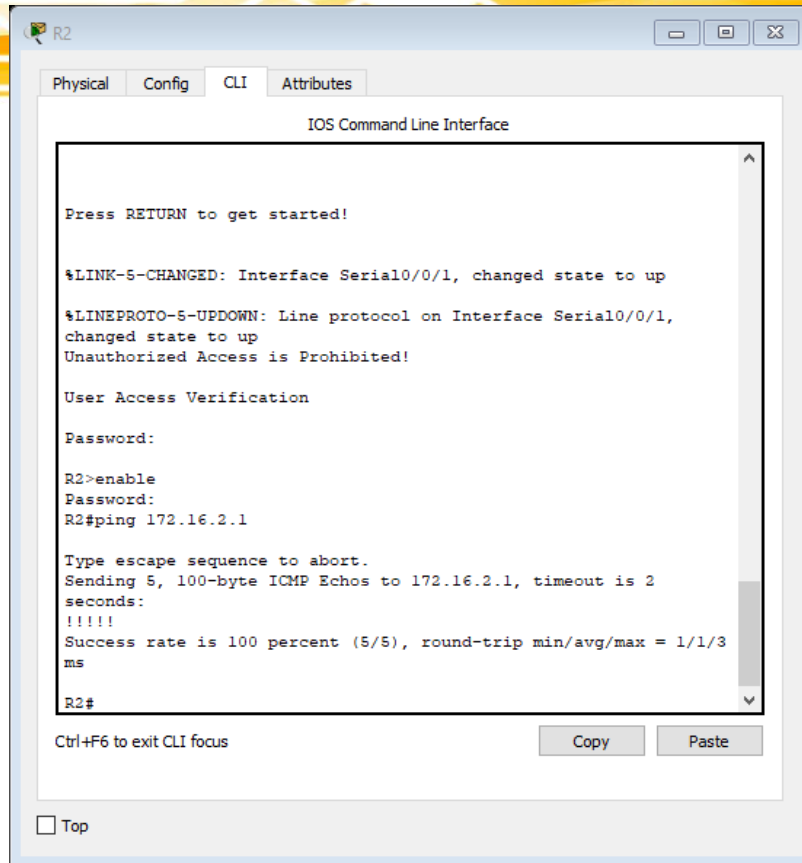 R2
Physical Config CLI Attributes
IOS Command Line Interface
Press RETURN to get started!
%LINK-5-CHANGED: Interface Serial0/0/1, changed state to up
%LINEPROTO-5-UPDOWN: Line protocol on Interface Serial0/0/1,
changed state to up
Unauthorized Access is Prohibited!
User Access Verification
Password:
R2>enable
Password:
R2#ping 172.16.2.1
Type escape sequence to abort.
Sending 5, 100-byte ICMP Echos to 172.16.2.1, timeout is 2
seconds:
!!!!!
Success rate is 100 percent (5/5), round-trip min/avg/max = 1/1/3
ms
R2#
Ctrl+F6 to exit CLI focus
Copy Paste
Top